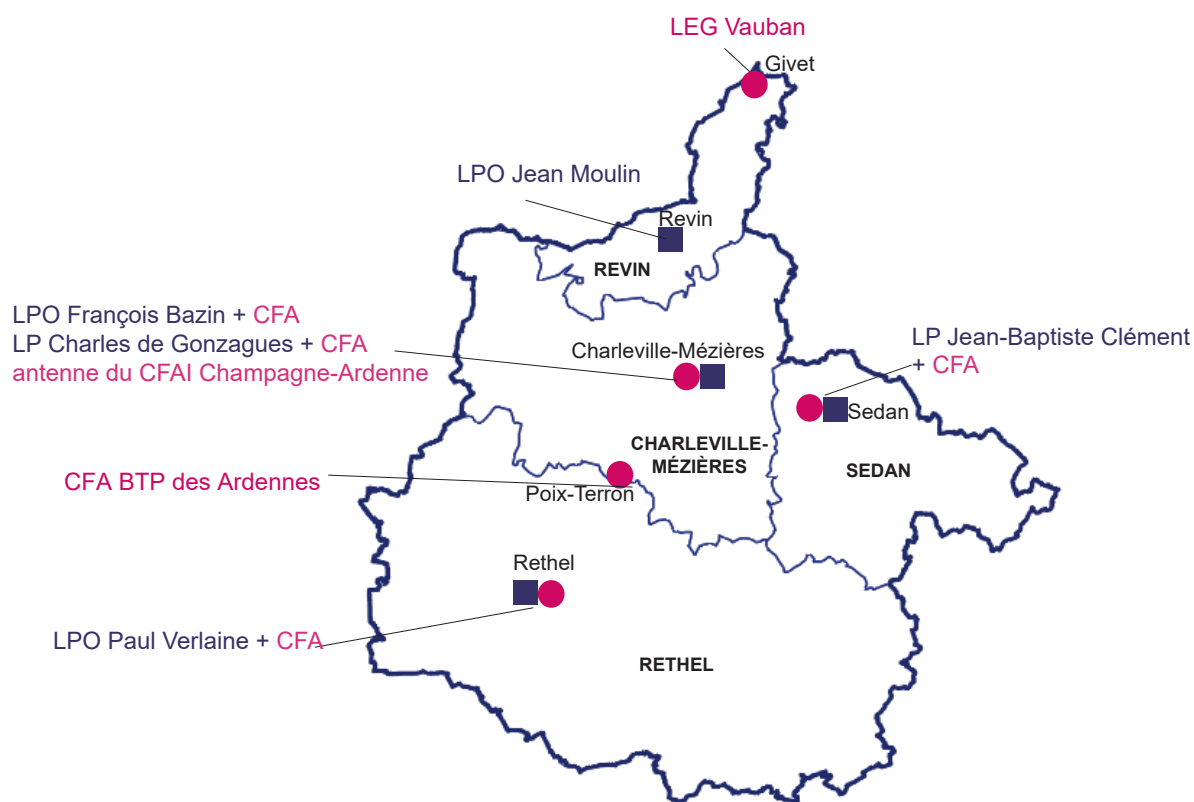 LEG Vauban
Givet
LPO Jean Moulin
Revin
REVIN
LPO François Bazin + CFA
LP Charles de Gonzagues + CFA
antenne du CFAI Champagne-Ardenne
Charleville-Mézières
LP Jean-Baptiste Clément
+ CFA
Sedan
CHARLEVILLE-
MÉZIÈRES
SEDAN
CFA BTP des Ardennes
Poix-Terron
Rethel
LPO Paul Verlaine + CFA
RETHEL